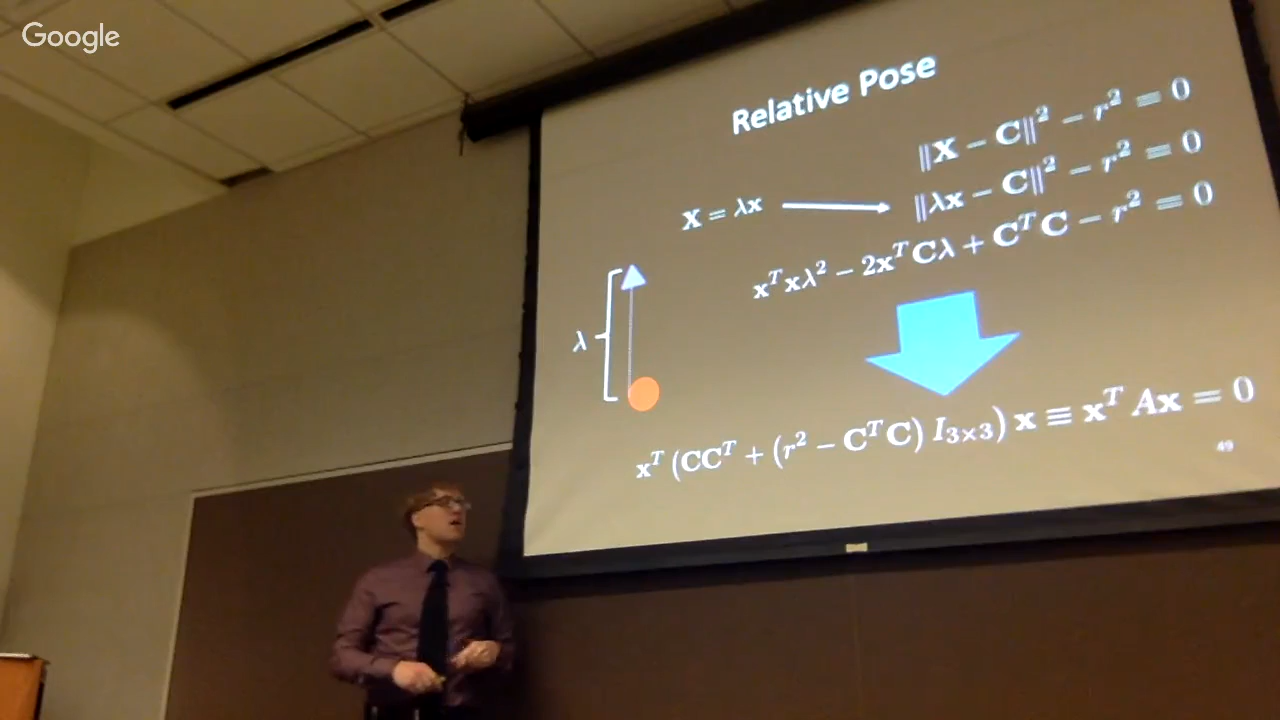 Google
Relative Pose
‖X − C‖² − r² = 0
X = λx
‖λx − C‖² − r² = 0
xᵀxλ² − 2xᵀCλ + CᵀC − r² = 0
λ
xᵀ(CCᵀ + (r² − CᵀC) I₃ₓ₃) x ≡ xᵀAx = 0
49